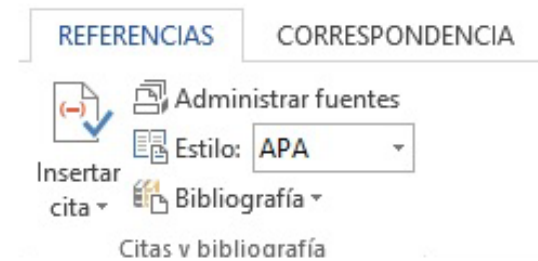 REFERENCIAS CORRESPONDENCIA
Administrar fuentes
Estilo: APA
Insertar cita
Bibliografía
Citas y bibliografía